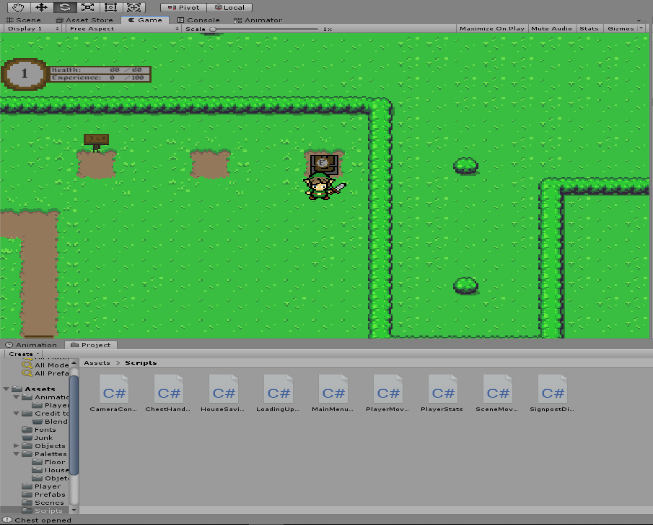 Pivot Local
Scene Asset Store Game Console Animator
Display 1 Free Aspect Scale 1x Maximize On Play Mute Audio Stats Gizmos
1
Health: 80 / 80
Experience: 0 /100
Animation Project
Create
Assets > Scripts
All Mode
All Prefa
Assets
Animatio
Player
Credit to
Blend
Fonts
Junk
Objects
Palettes
Floor
House
Objet
Player
Prefabs
Scenes
Scripts
CameraCon... ChestHand... HouseSavi... LoadingUp... MainMenu... PlayerMov... PlayerStats SceneMov... SignpostDi...
C# C# C# C# C# C# C# C# C#
Chest opened